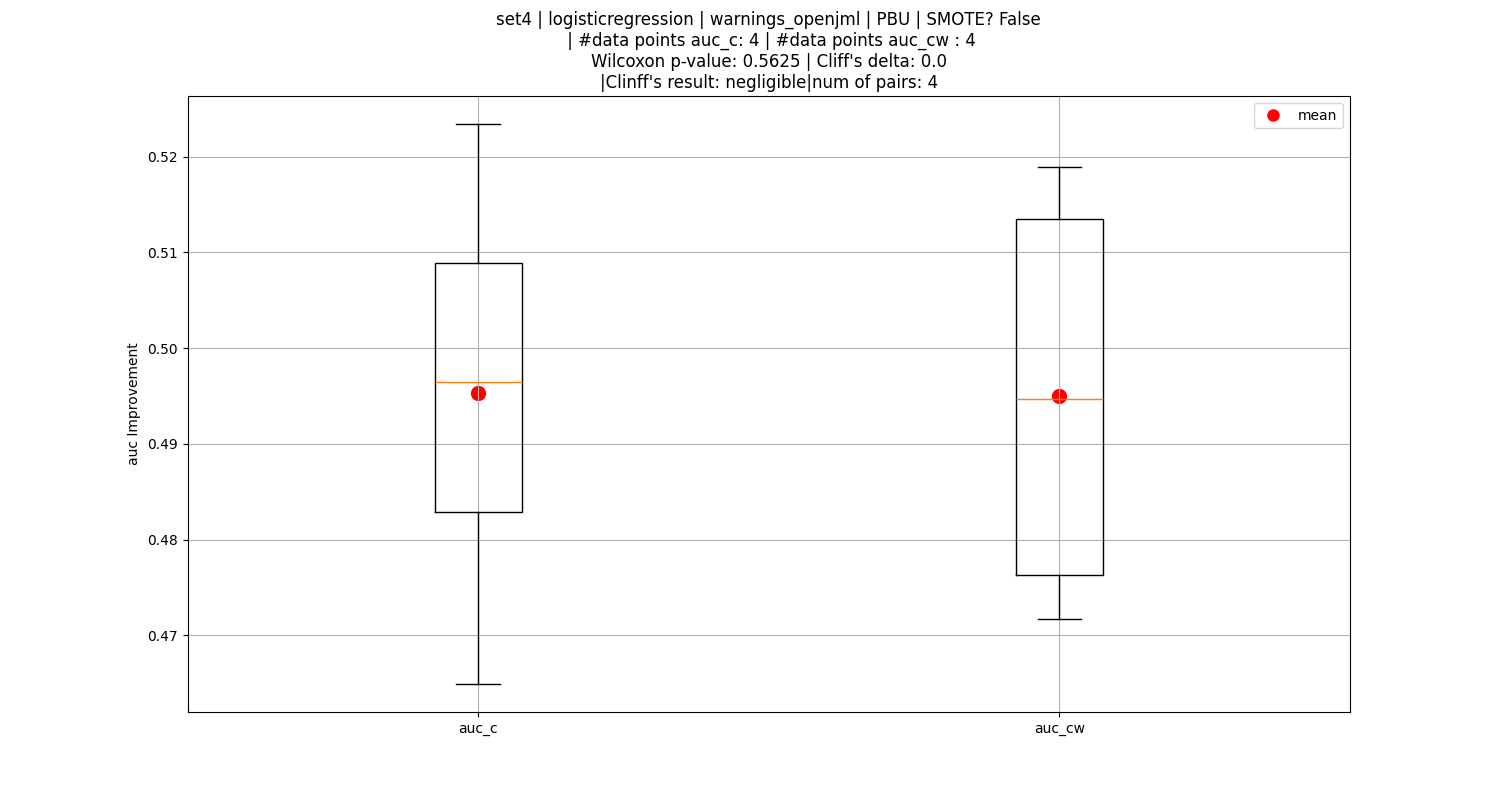 set4 | logisticregression | warnings_openjml | PBU | SMOTE? False
| #data points auc_c: 4 | #data points auc_cw : 4
Wilcoxon p-value: 0.5625 | Cliff's delta: 0.0
|Clinff's result: negligible|num of pairs: 4
mean
0.52
0.51
0.50
0.49
0.48
0.47
auc Improvement
auc_c
auc_cw